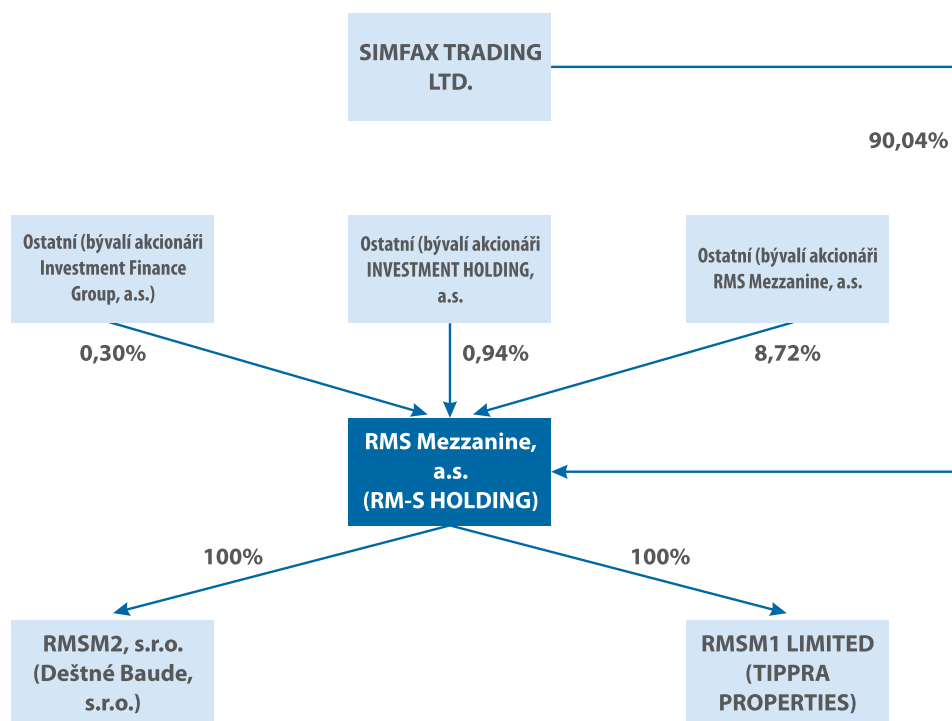 SIMFAX TRADING
LTD.
90,04%
Ostatní (bývalí akcionáři
Investment Finance
Group, a.s.)
Ostatní (bývalí akcionáři
INVESTMENT HOLDING,
a.s.
Ostatní (bývalí akcionáři
RMS Mezzanine, a.s.
0,30%
0,94%
8,72%
RMS Mezzanine,
a.s.
(RM-S HOLDING)
100%
100%
RMSM2, s.r.o.
(Deštné Baude,
s.r.o.)
RMSM1 LIMITED
(TIPPRA
PROPERTIES)